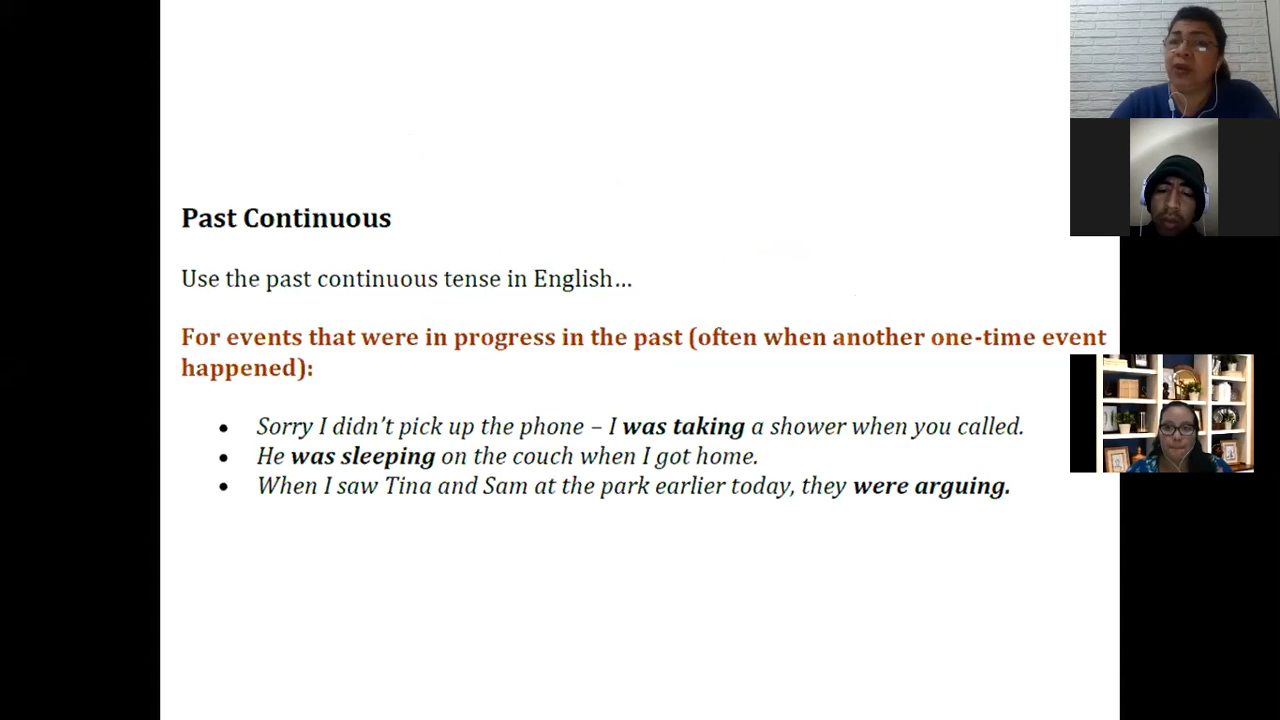 Past Continuous
Use the past continuous tense in English…
For events that were in progress in the past (often when another one-time event
happened):
• Sorry I didn’t pick up the phone – I was taking a shower when you called.
• He was sleeping on the couch when I got home.
• When I saw Tina and Sam at the park earlier today, they were arguing.